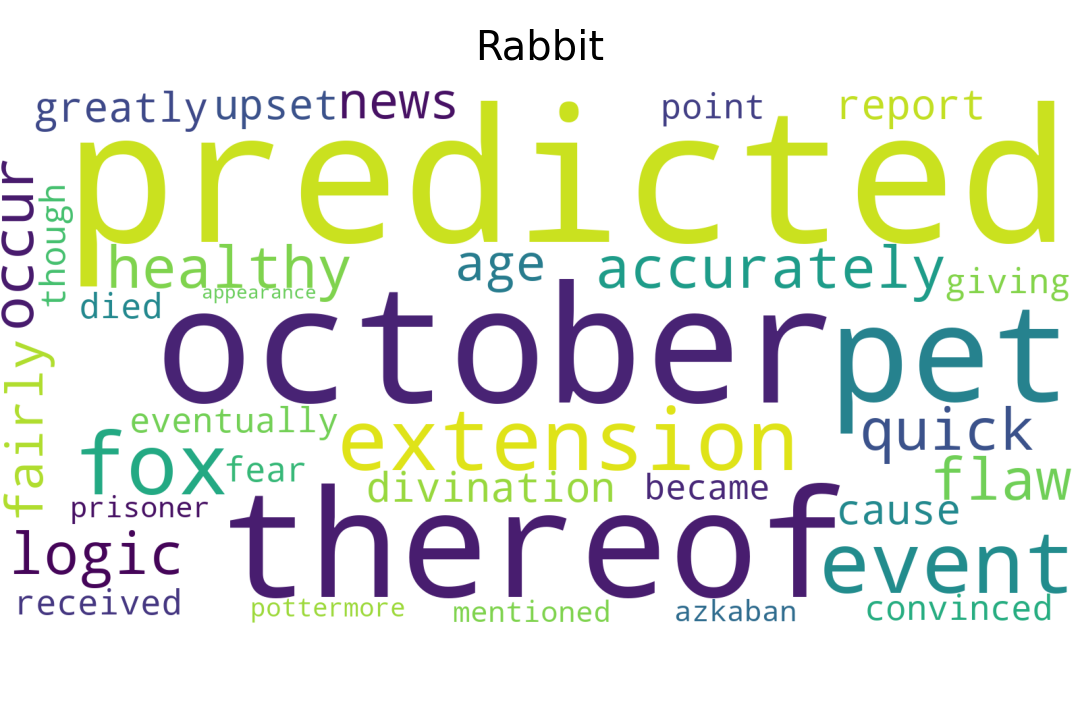 Rabbit
greatly upset news point report
predicted
occur
though
healthy age accurately giving
died appearance
october pet
fairly
eventually extension quick
fox fear divination became flaw
prisoner thereof cause
logic event
received pottermore mentioned azkaban convinced